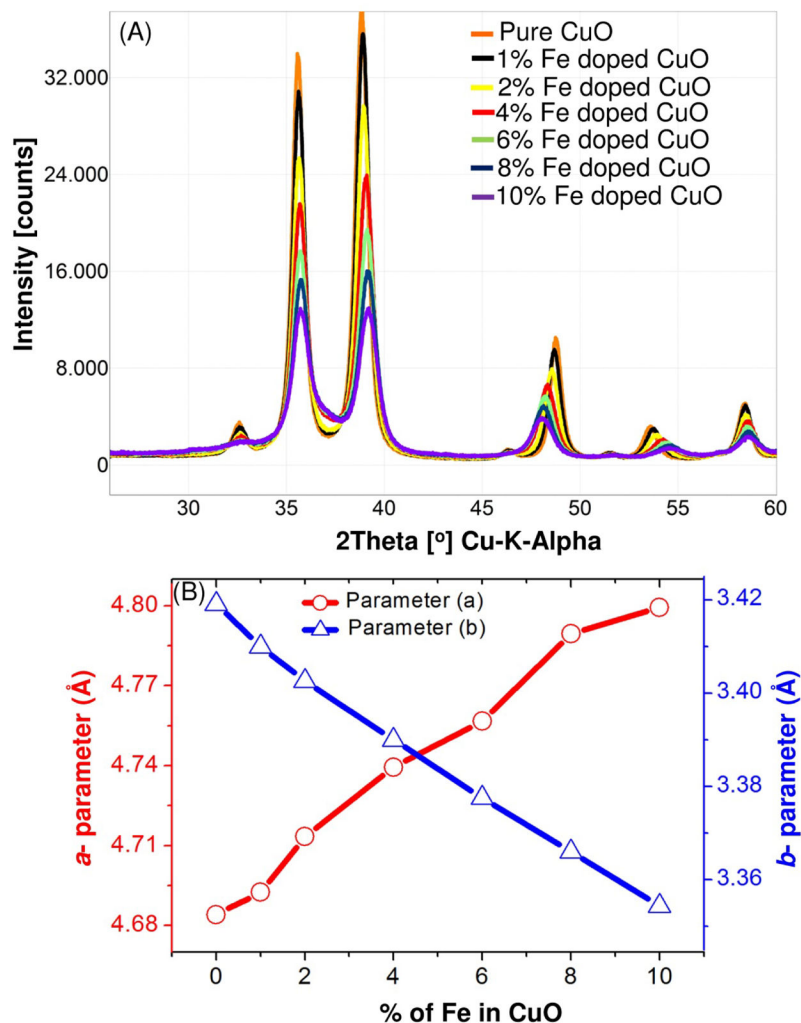 (A)
Pure CuO
1% Fe doped CuO
2% Fe doped CuO
4% Fe doped CuO
6% Fe doped CuO
8% Fe doped CuO
10% Fe doped CuO
Intensity [counts]
32.000
24.000
16.000
8.000
0
30 35 40 45 50 55 60
2Theta [º] Cu-K-Alpha
(B)
Parameter (a)
Parameter (b)
a- parameter (Å)
4.80
4.77
4.74
4.71
4.68
b- parameter (Å)
3.42
3.40
3.38
3.36
0 2 4 6 8 10
% of Fe in CuO